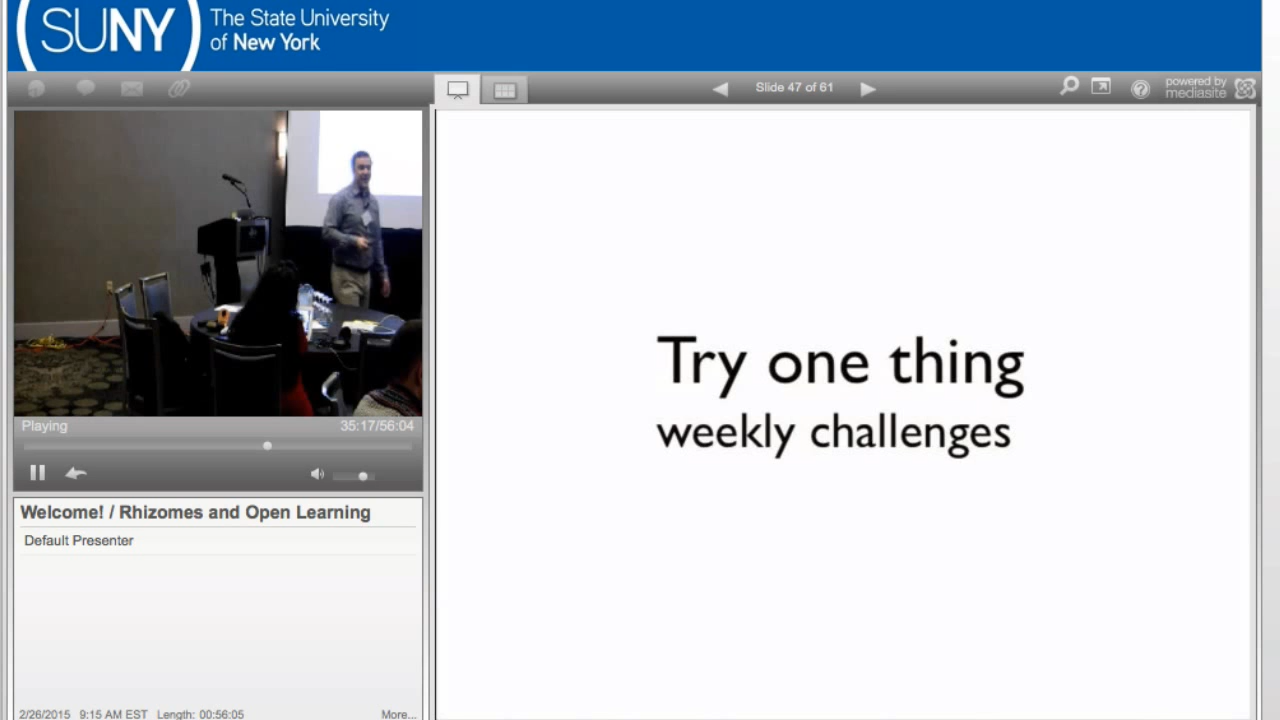 (SUNY)
The State University
of New York
Slide 47 of 61
powered by
mediasite
Playing
35:17/56:04
Try one thing
weekly challenges
Welcome! / Rhizomes and Open Learning
Default Presenter
2/26/2015 9:15 AM EST Length: 00:56:05
More...